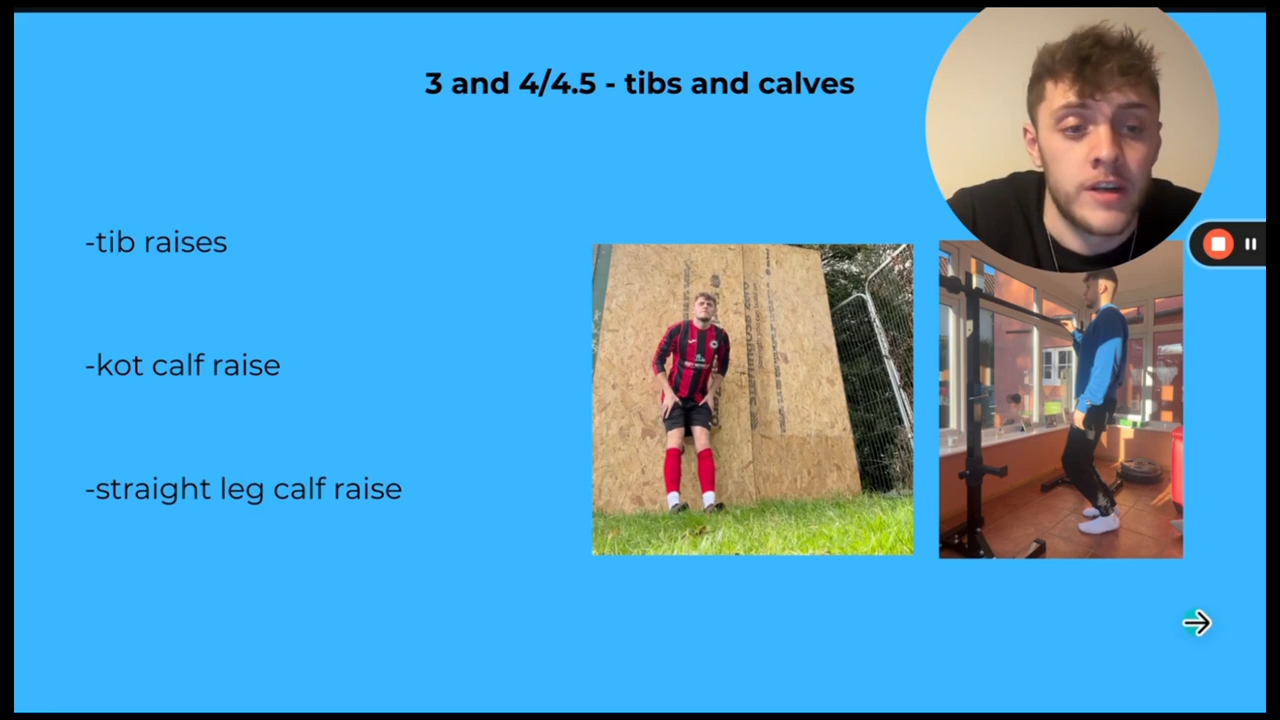 3 and 4/4.5 - tibs and calves
-tib raises
-kot calf raise
-straight leg calf raise